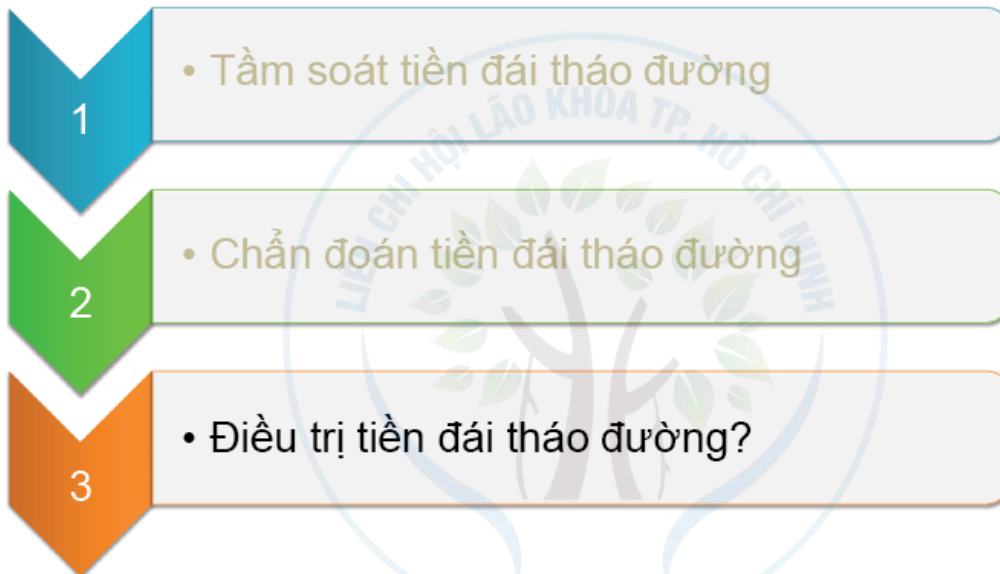 1
• Tầm soát tiền đái tháo đường
LIÊN CHI HỘI LÃO KHOA TP. HỒ CHÍ MINH
2
• Chẩn đoán tiền đái tháo đường
3
• Điều trị tiền đái tháo đường?